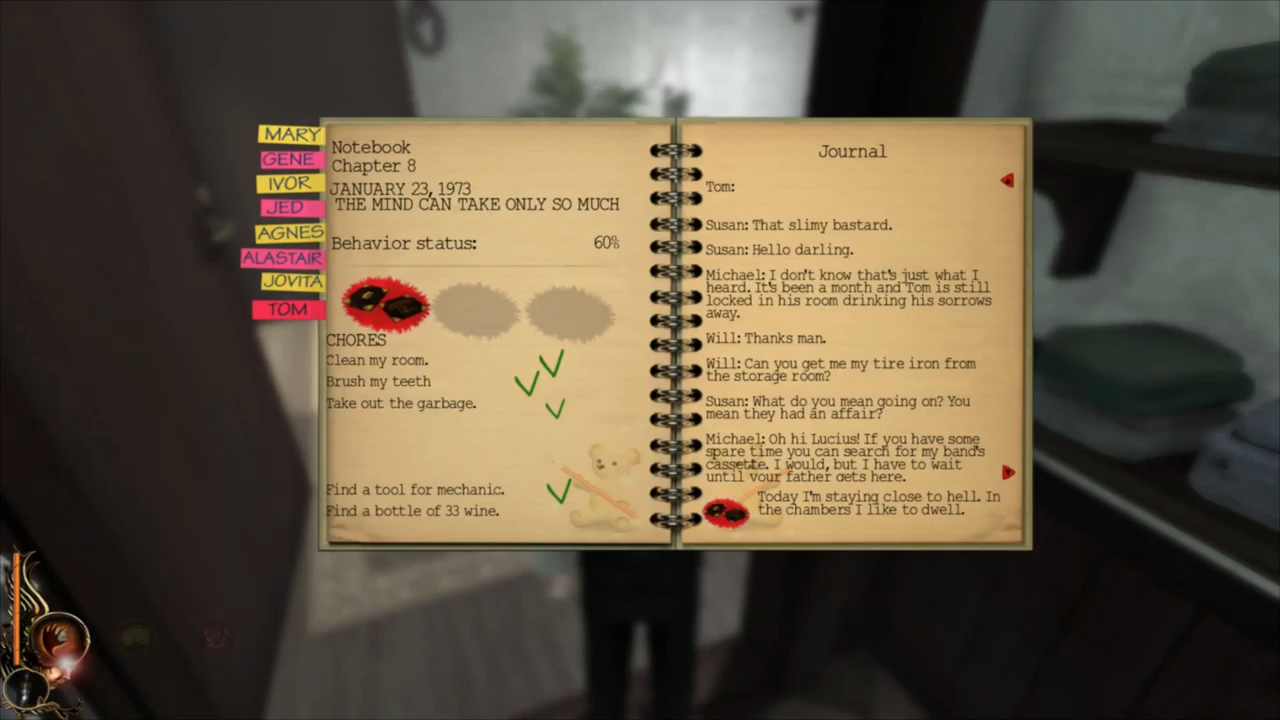 MARY
GENE
IVOR
JED
AGNES
ALASTAIR
JOVITA
TOM
Notebook
Chapter 8
JANUARY 23, 1973
THE MIND CAN TAKE ONLY SO MUCH
Behavior status: 60%
CHORES
Clean my room.
Brush my teeth
Take out the garbage.
Find a tool for mechanic.
Find a bottle of 33 wine.
Journal
Tom:
Susan: That slimy bastard.
Susan: Hello darling.
Michael: I don't know that's just what I
heard. It's been a month and Tom is still
locked in his room drinking his sorrows
away.
Will: Thanks man.
Will: Can you get me my tire iron from
the storage room?
Susan: What do you mean going on? You
mean they had an affair?
Michael: Oh hi Lucius! If you have some
spare time you can search for my band's
cassette. I would, but I have to wait
until your father gets here.
Today I'm staying close to hell. In
the chambers I like to dwell.